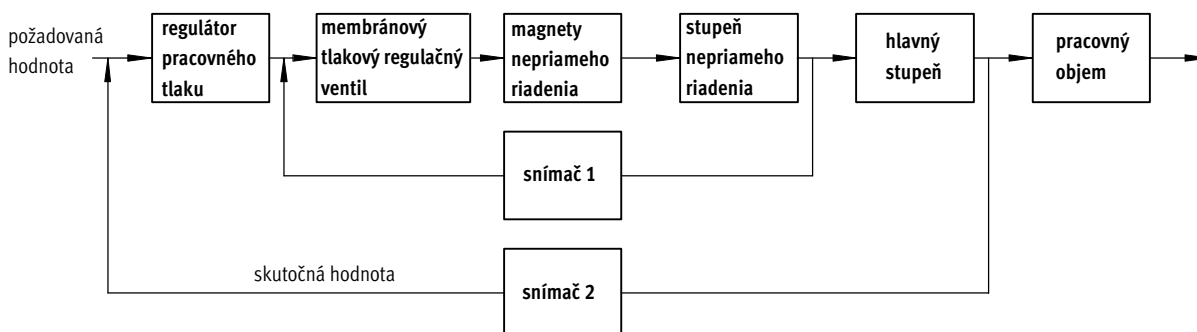 požadovaná
hodnota
regulátor
pracovného
tlaku
membránový
tlakový regulačný
ventil
magnety
nepriameho
riadenia
stupeň
nepriameho
riadenia
hlavný
stupeň
pracovný
objem
snímač 1
skutočná hodnota
snímač 2